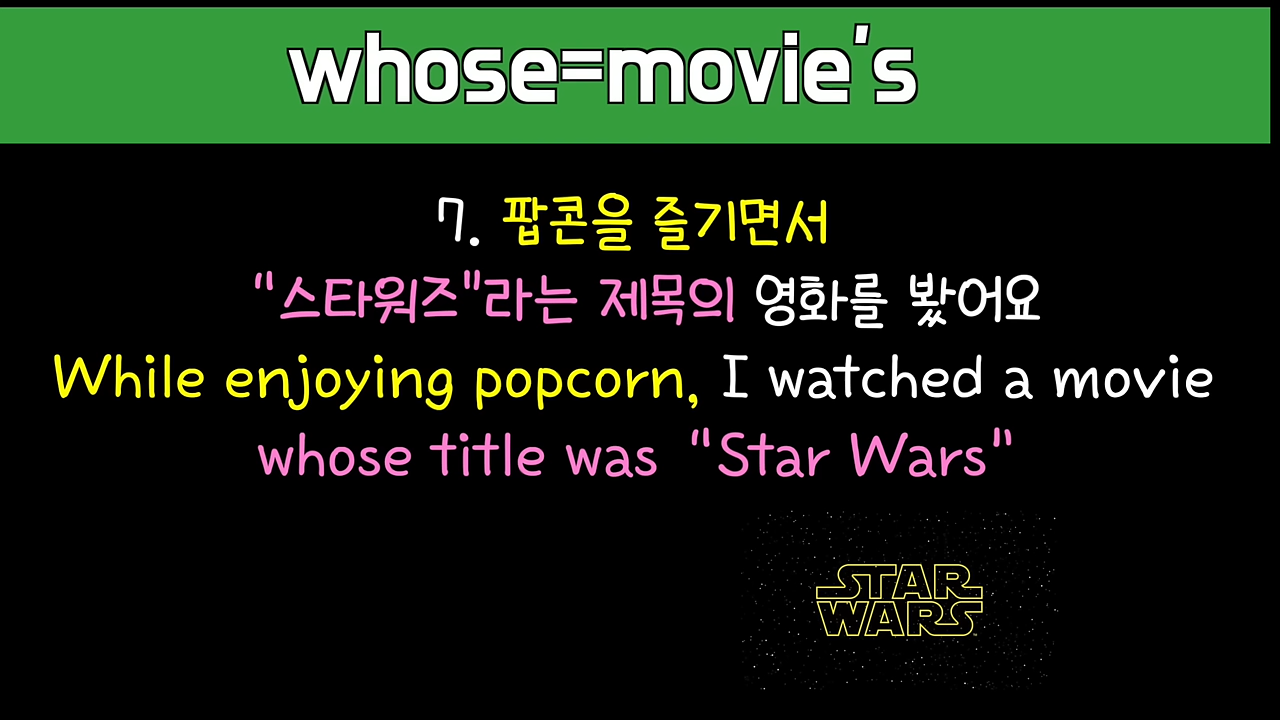 whose=movie's
7. 팝콘을 즐기면서
"스타워즈"라는 제목의 영화를 봤어요
While enjoying popcorn, I watched a movie
whose title was "Star Wars"
STAR
WARS